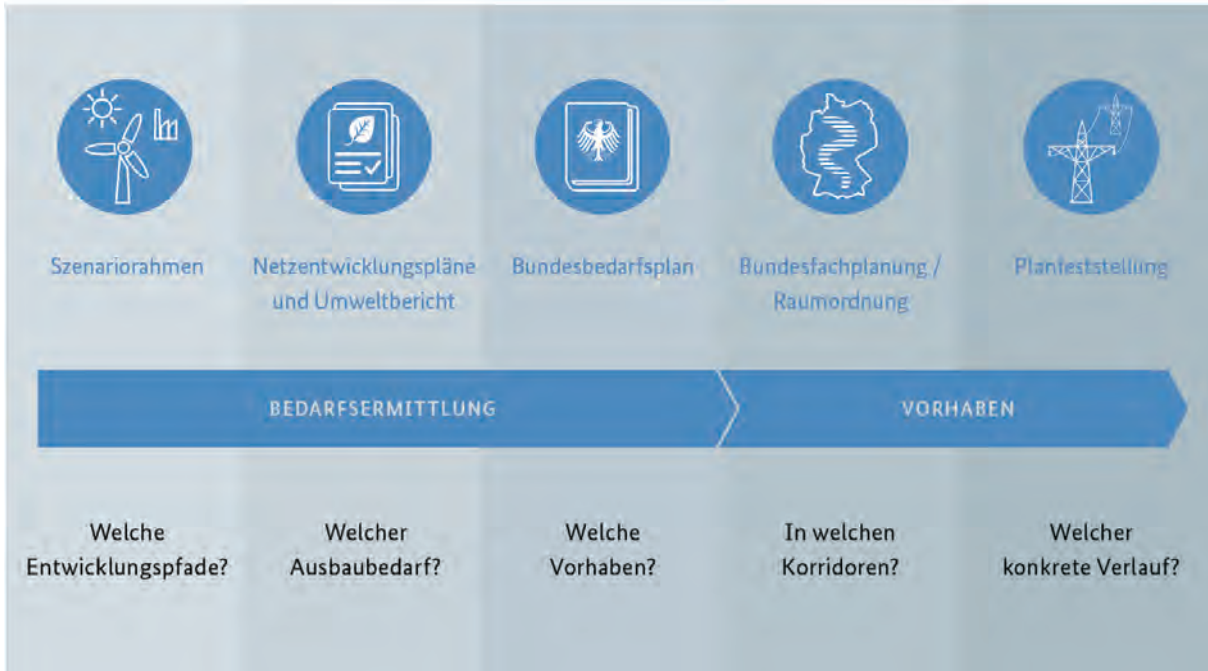 Szenariorahmen
Netzentwicklungspläne
und Umweltbericht
Bundesbedarfsplan
Bundesfachplanung /
Raumordnung
Planfeststellung
BEDARFSERMITTLUNG
VORHABEN
Welche
Entwicklungspfade?
Welcher
Ausbaubedarf?
Welche
Vorhaben?
In welchen
Korridoren?
Welcher
konkrete Verlauf?